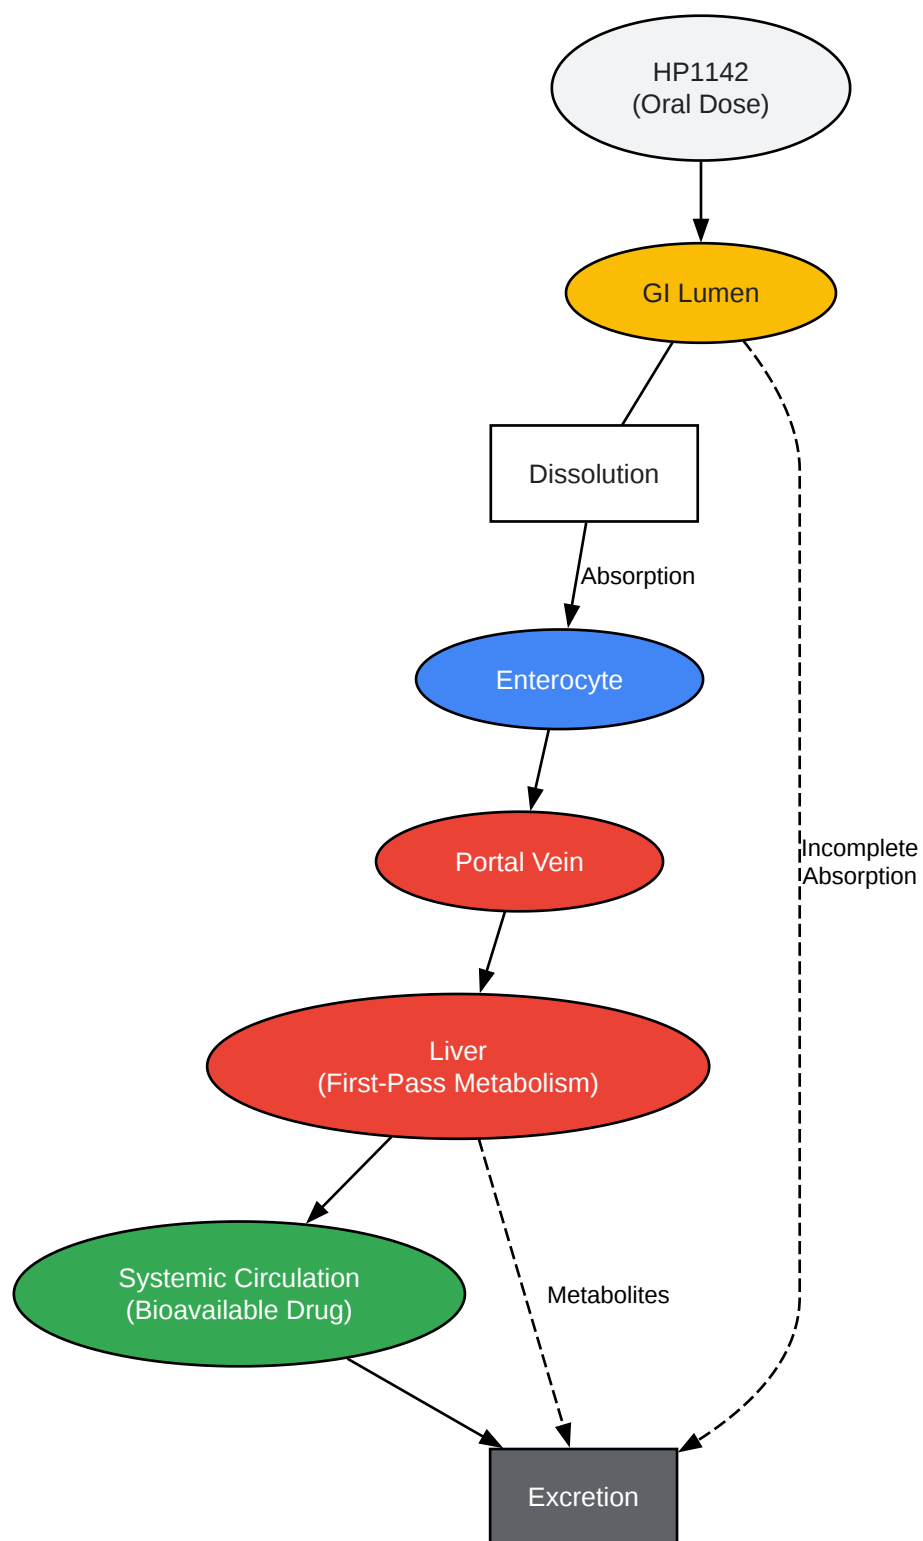 HP1142
(Oral Dose)
GI Lumen
Dissolution
Absorption
Enterocyte
Portal Vein
Incomplete
Absorption
Liver
(First-Pass Metabolism)
Systemic Circulation
(Bioavailable Drug)
Metabolites
Excretion